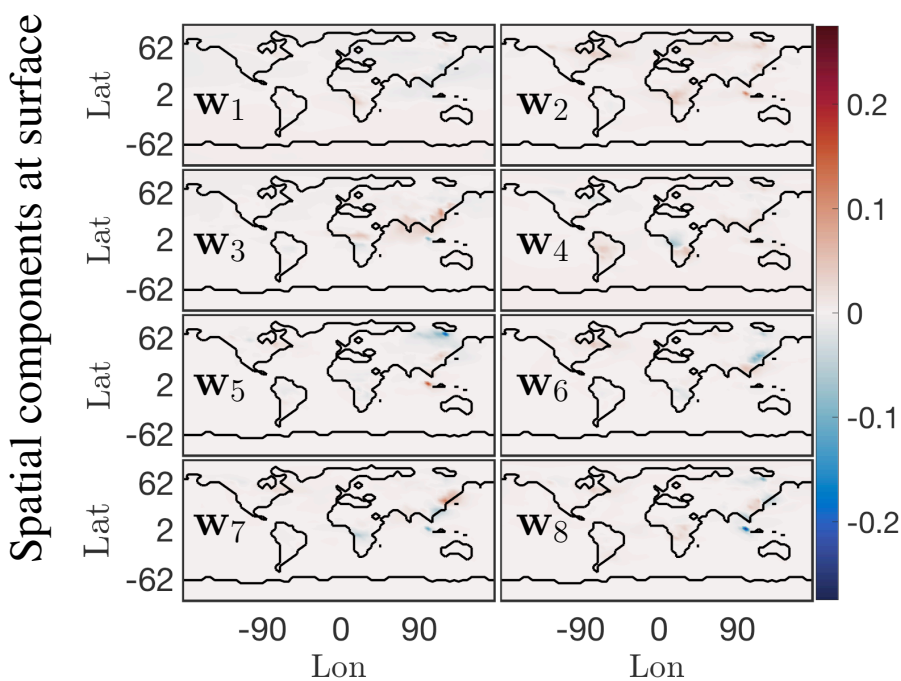 Spatial components at surface
Lat 62 2 -62 w1 w2
Lat 62 2 -62 w3 w4
Lat 62 2 -62 w5 w6
Lat 62 2 -62 w7 w8
-90 0 90 -90 0 90
Lon Lon
0.2
0.1
0
-0.1
-0.2